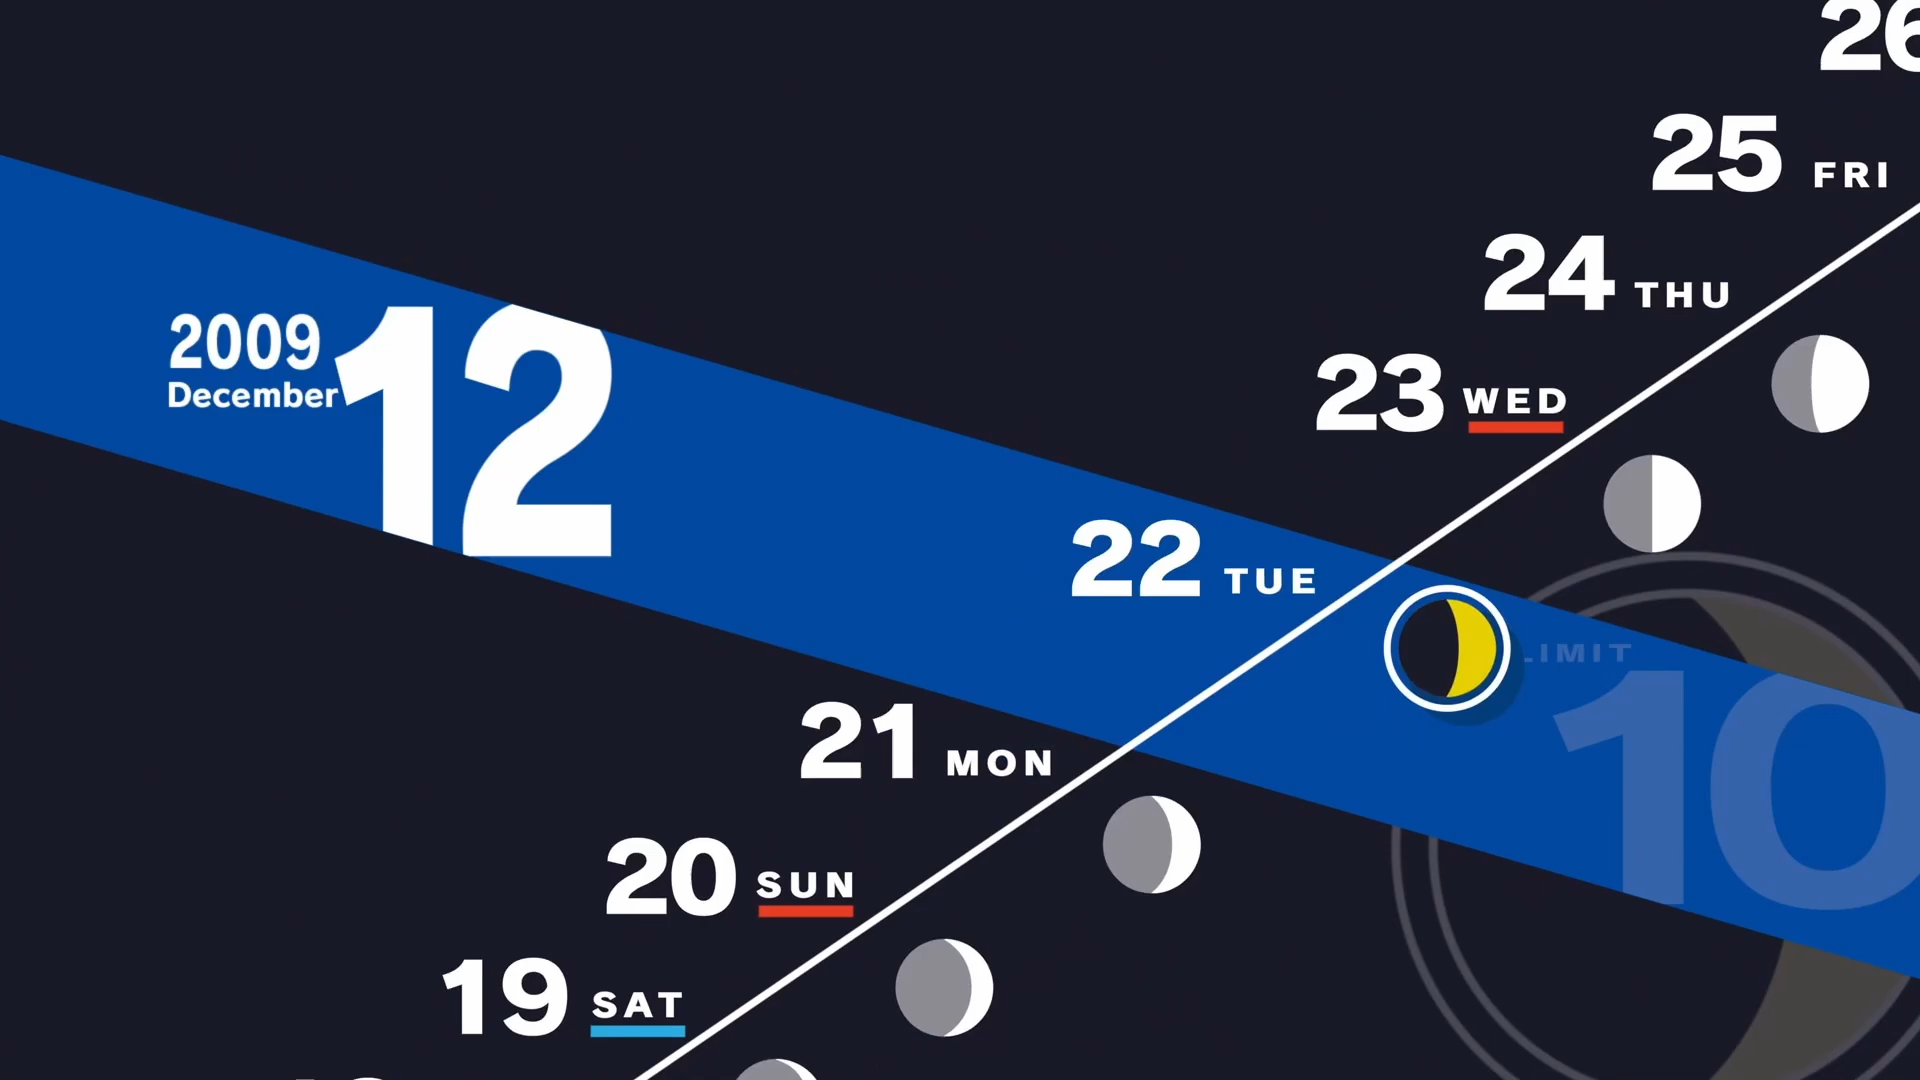 26
25 FRI
24 THU
23 WED
22 TUE
2009
December
12
LIMIT
10
21 MON
20 SUN
19 SAT